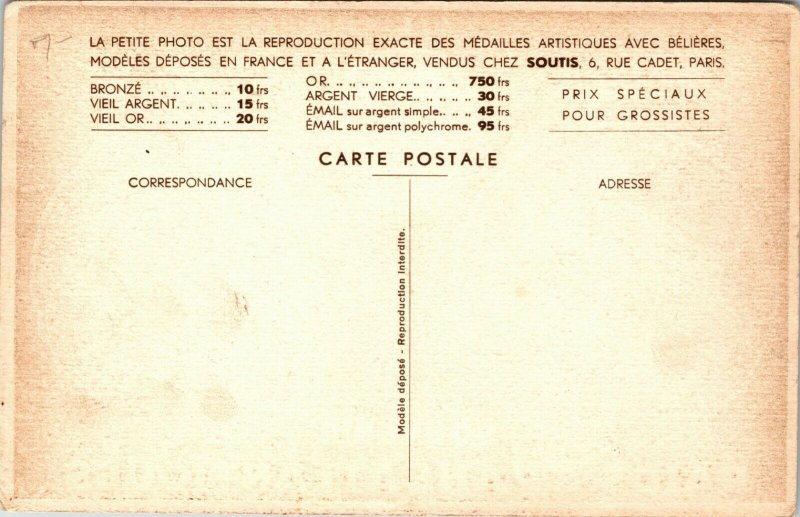 LA PETITE PHOTO EST LA REPRODUCTION EXACTE DES MÉDAILLES ARTISTIQUES AVEC BÉLIÈRES,
MODÈLES DÉPOSÉS EN FRANCE ET A L'ÉTRANGER, VENDUS CHEZ SOUTIS, 6, RUE CADET, PARIS.
BRONZÉ .. .. .. .. .. .. .. 10 frs
VIEIL ARGENT. .. .. .. .. 15 frs
VIEIL OR.. .. .. .. .. .. .. 20 frs
OR. .. .. .. .. .. .. .. .. .. .. 750 frs
ARGENT VIERGE.. .. .. .. 30 frs
ÉMAIL sur argent simple.. .. .. 45 frs
ÉMAIL sur argent polychrome. 95 frs
PRIX SPÉCIAUX
POUR GROSSISTES
CARTE POSTALE
CORRESPONDANCE
ADRESSE
Modèle déposé - Reproduction interdite.